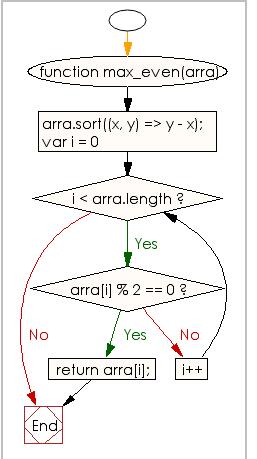 function max_even(arra)
arra.sort((x, y) => y - x);
var i = 0
i < arra.length ?
Yes
arra[i] % 2 == 0 ?
No
Yes
No
return arra[i];
i++
End